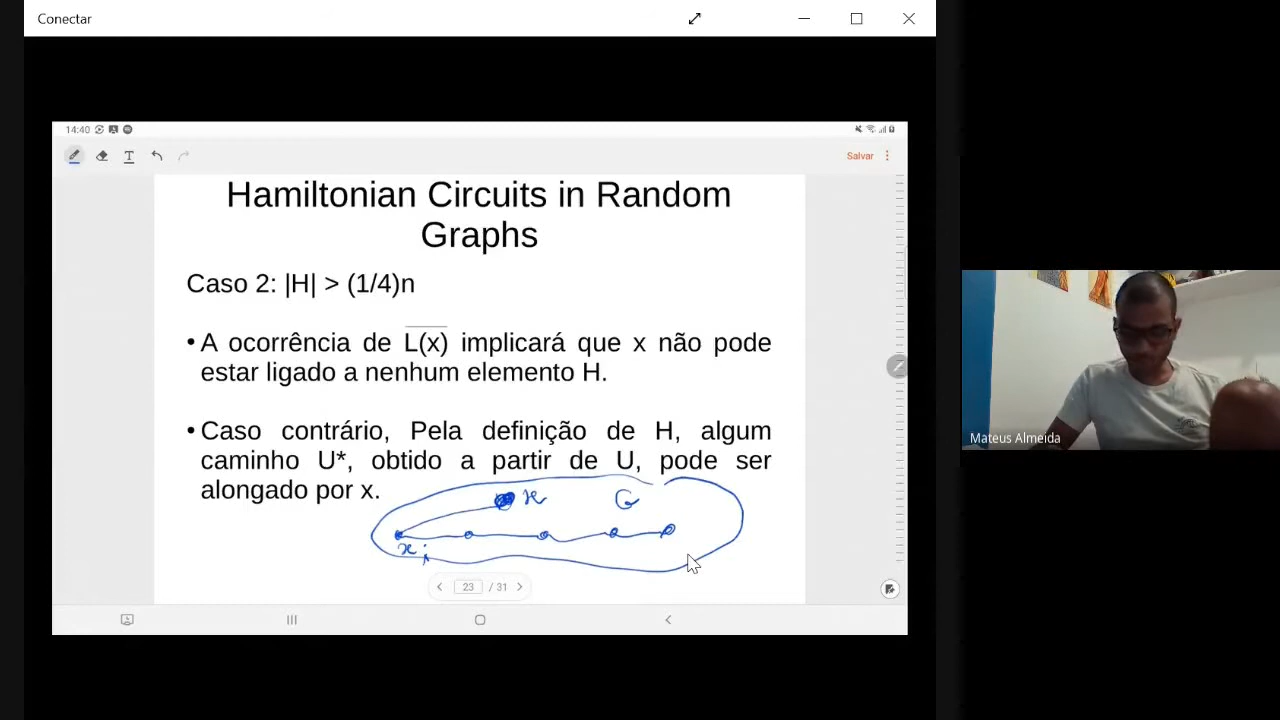 Conectar
14:40
Salvar
Hamiltonian Circuits in Random
Graphs
Caso 2: |H| > (1/4)n
• A ocorrência de L̅(̅x̅)̅ implicará que x não pode
estar ligado a nenhum elemento H.
• Caso contrário, Pela definição de H, algum
caminho U*, obtido a partir de U, pode ser
alongado por x.
x G
x i
23 / 31
Mateus Almeida